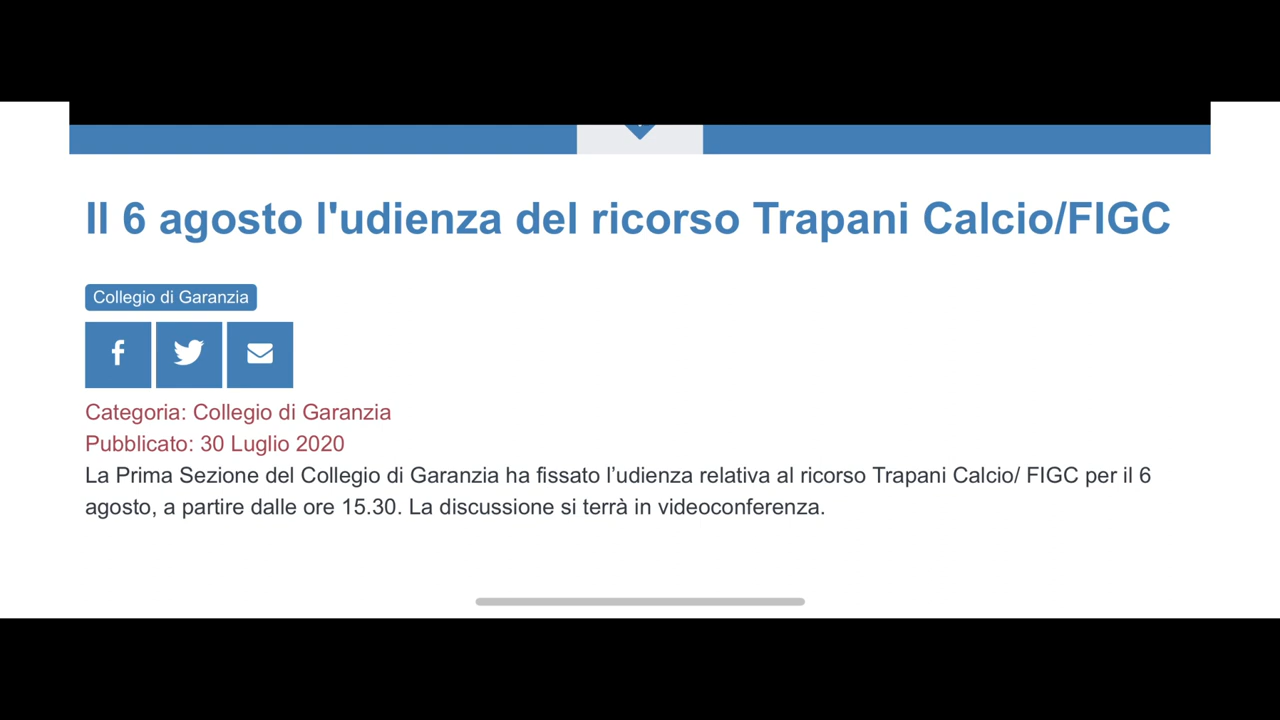 Il 6 agosto l'udienza del ricorso Trapani Calcio/FIGC
Collegio di Garanzia
Categoria: Collegio di Garanzia
Pubblicato: 30 Luglio 2020
La Prima Sezione del Collegio di Garanzia ha fissato l’udienza relativa al ricorso Trapani Calcio/ FIGC per il 6
agosto, a partire dalle ore 15.30. La discussione si terrà in videoconferenza.